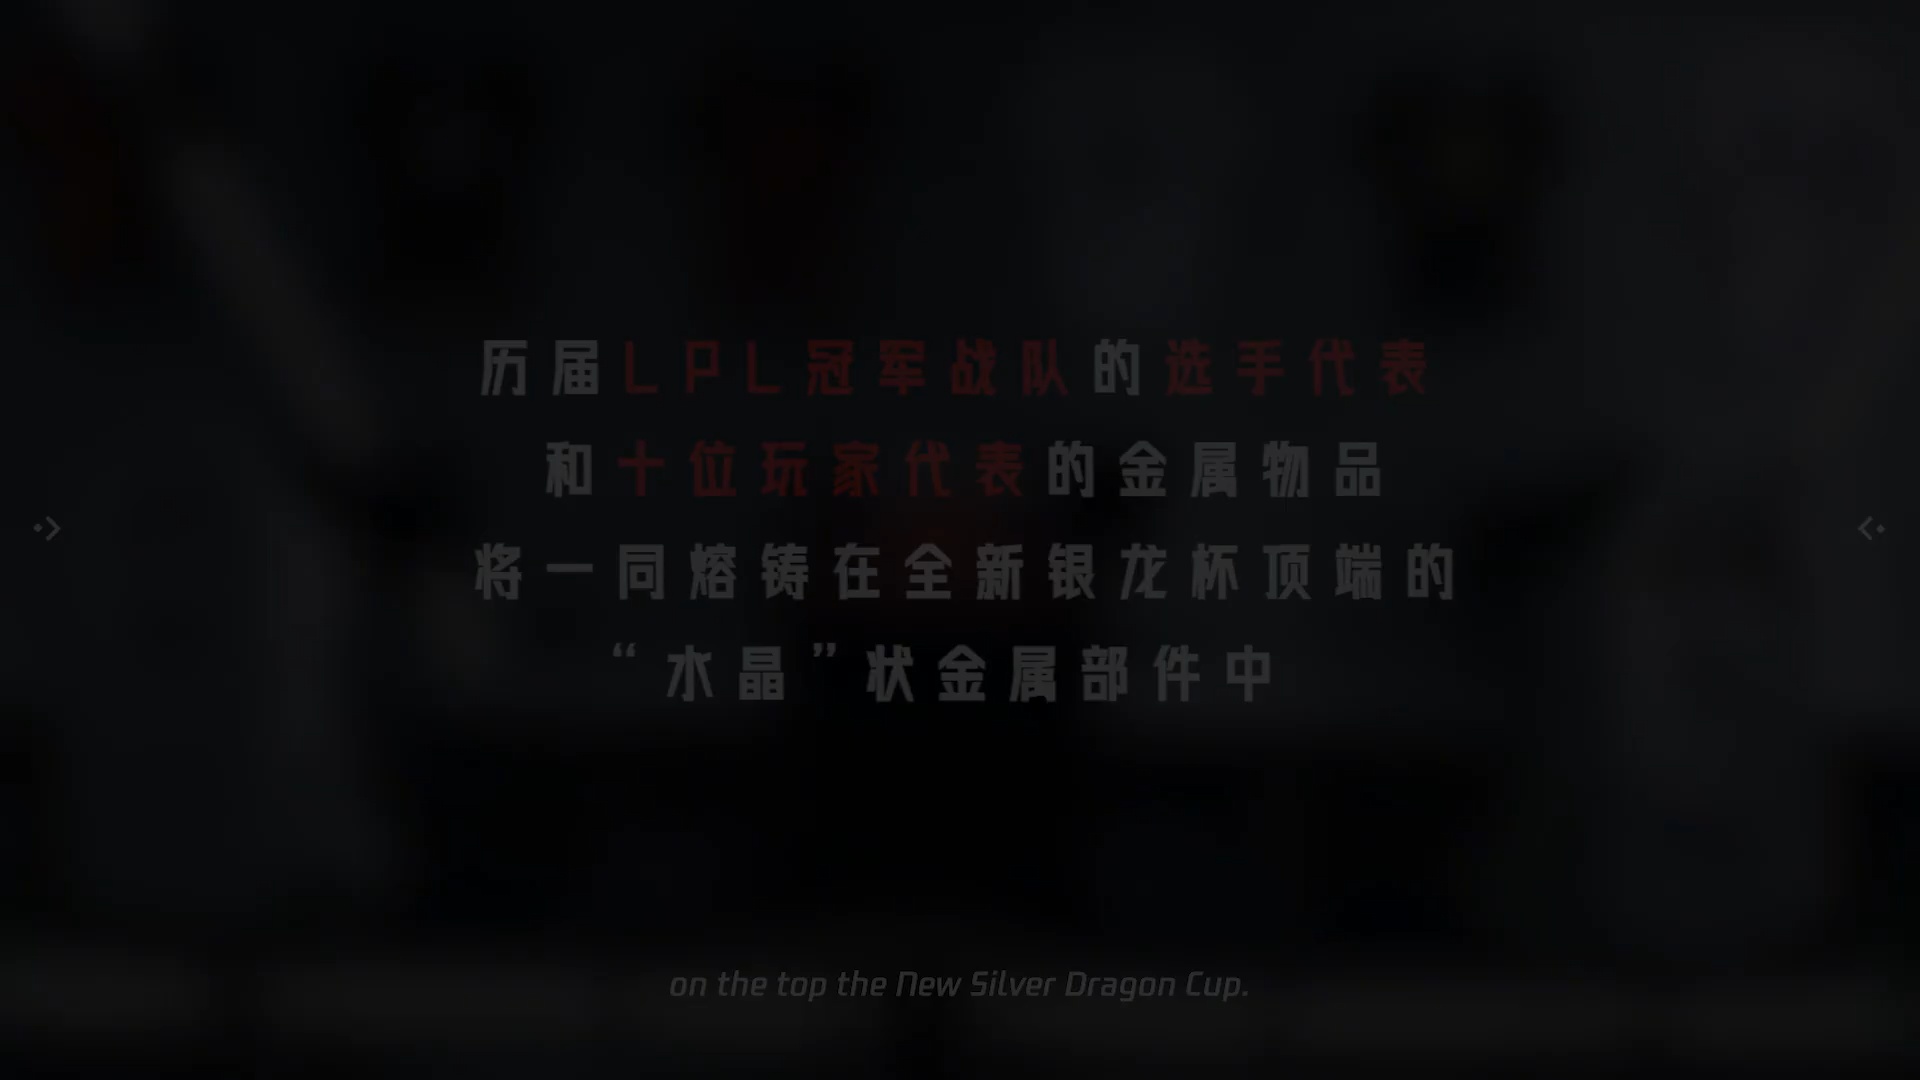 历届LPL冠军战队的选手代表
和十位玩家代表的金属物品
将一同熔铸在全新银龙杯顶端的
“水晶”状金属部件中
on the top the New Silver Dragon Cup.